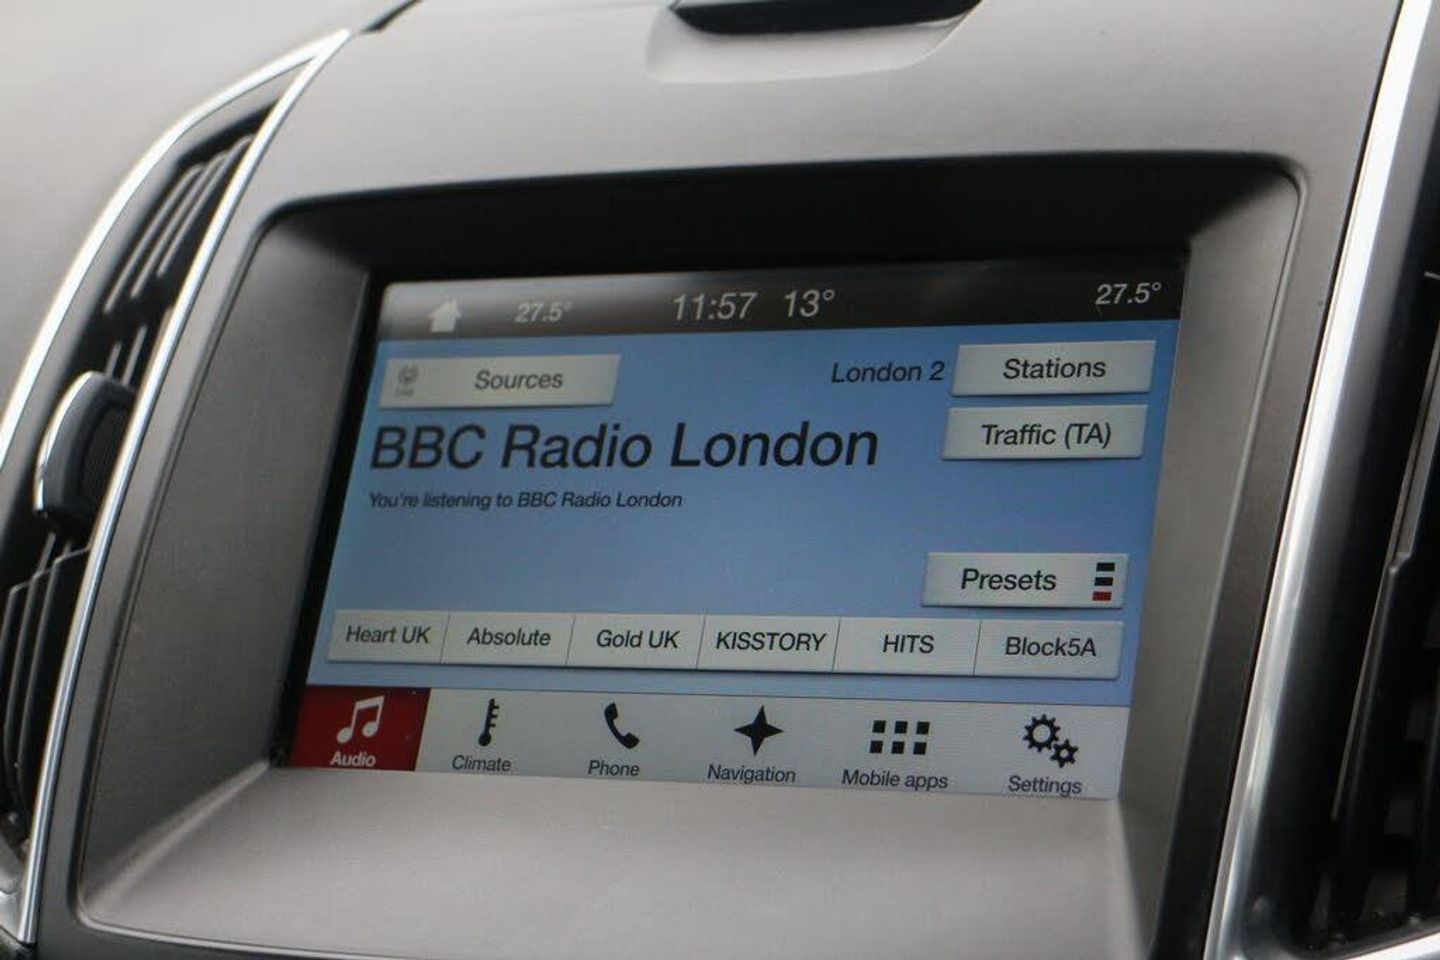 27.5° 11:57 13° 27.5°
Sources
London 2
Stations
BBC Radio London
Traffic (TA)
You're listening to BBC Radio London
Presets
Heart UK Absolute Gold UK KISSTORY HITS Block5A
Audio Climate Phone Navigation Mobile apps Settings